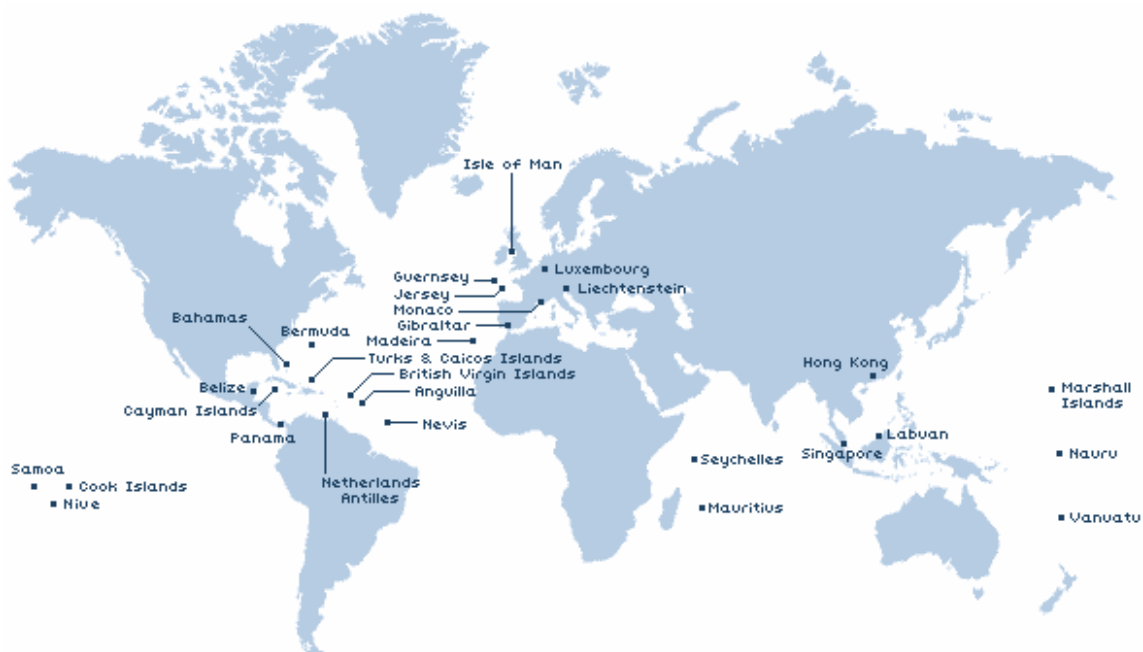 Isle of Man
Luxembourg
Guernsey
Liechtenstein
Jersey
Monaco
Bahamas
Gibraltar
Bermuda
Madeira
Turks & Caicos Islands
Hong Kong
British Virgin Islands
Belize
Anguilla
Marshall
Islands
Cayman Islands
Nevis
Panama
Labuan
Singapore
Nauru
Seychelles
Samoa
Cook Islands
Netherlands
Antilles
Niue
Mauritius
Vanuatu